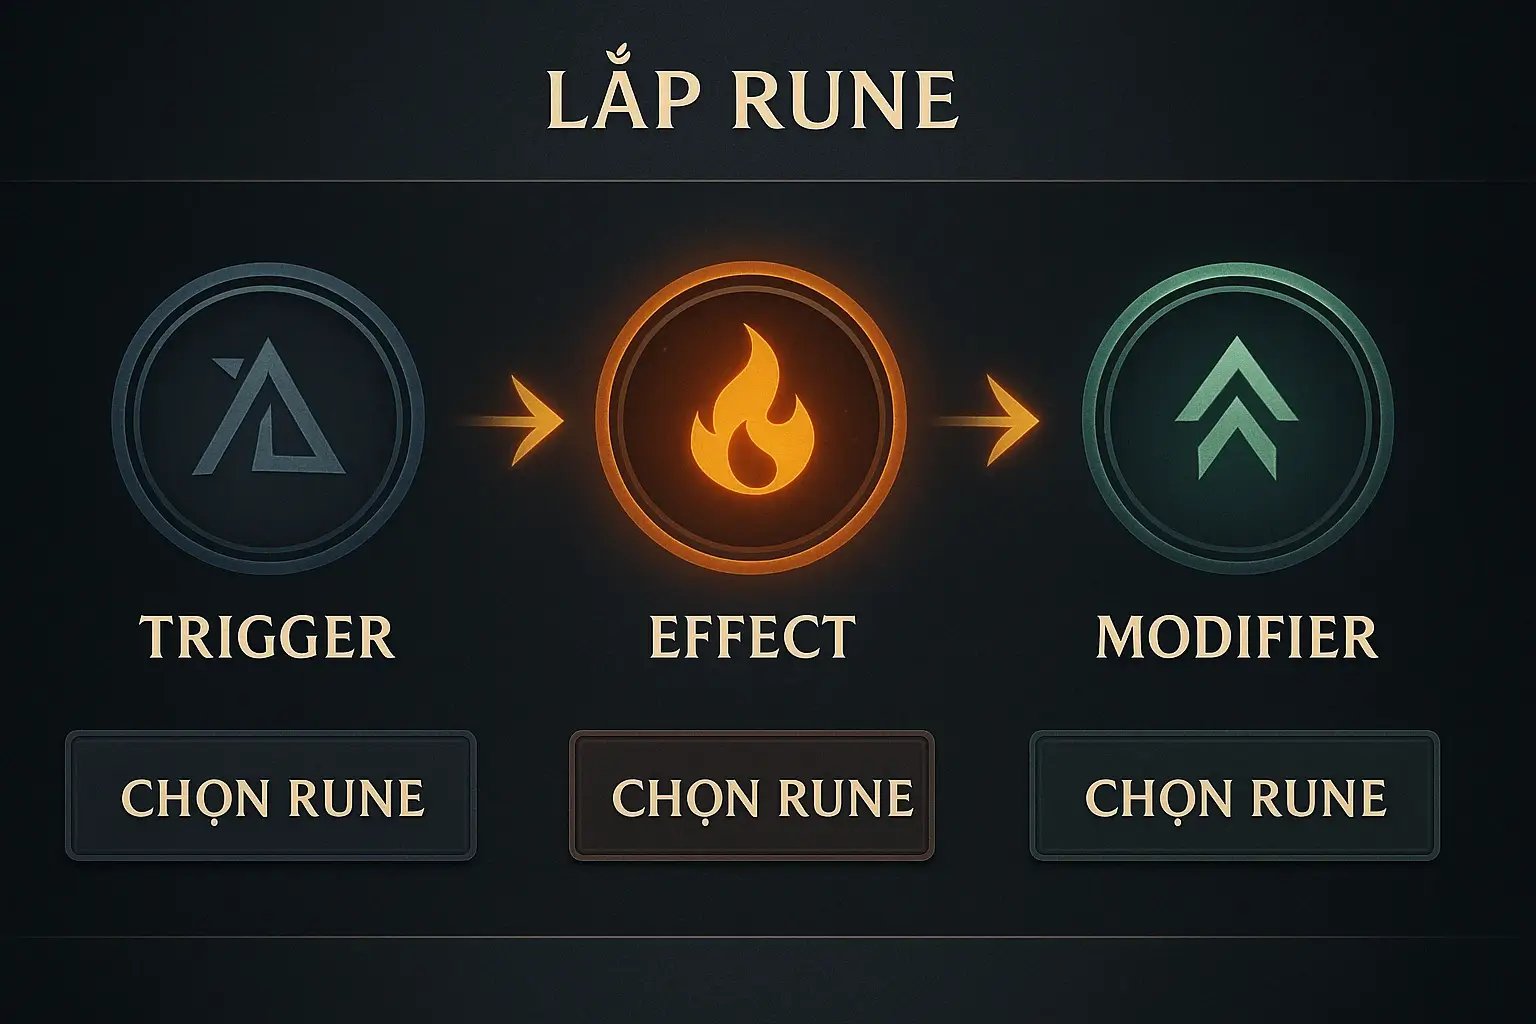 LẮP RUNE
TRIGGER
EFFECT
MODIFIER
CHỌN RUNE
CHỌN RUNE
CHỌN RUNE